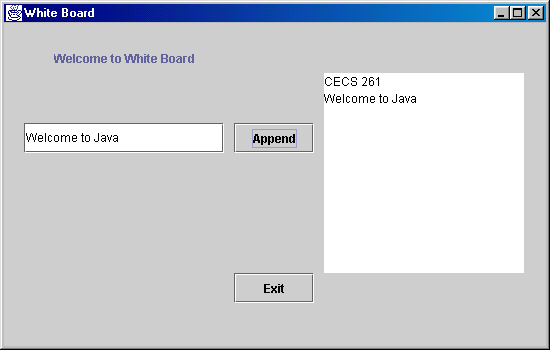 White Board
Welcome to White Board
CECS 261
Welcome to Java
Welcome to Java
Append
Exit